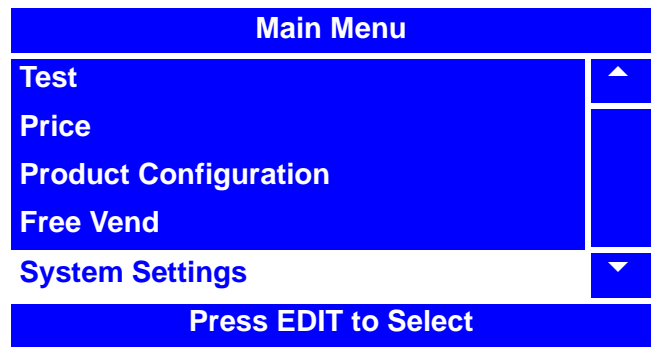 Main Menu
Test
Price
Product Configuration
Free Vend
System Settings
Press EDIT to Select